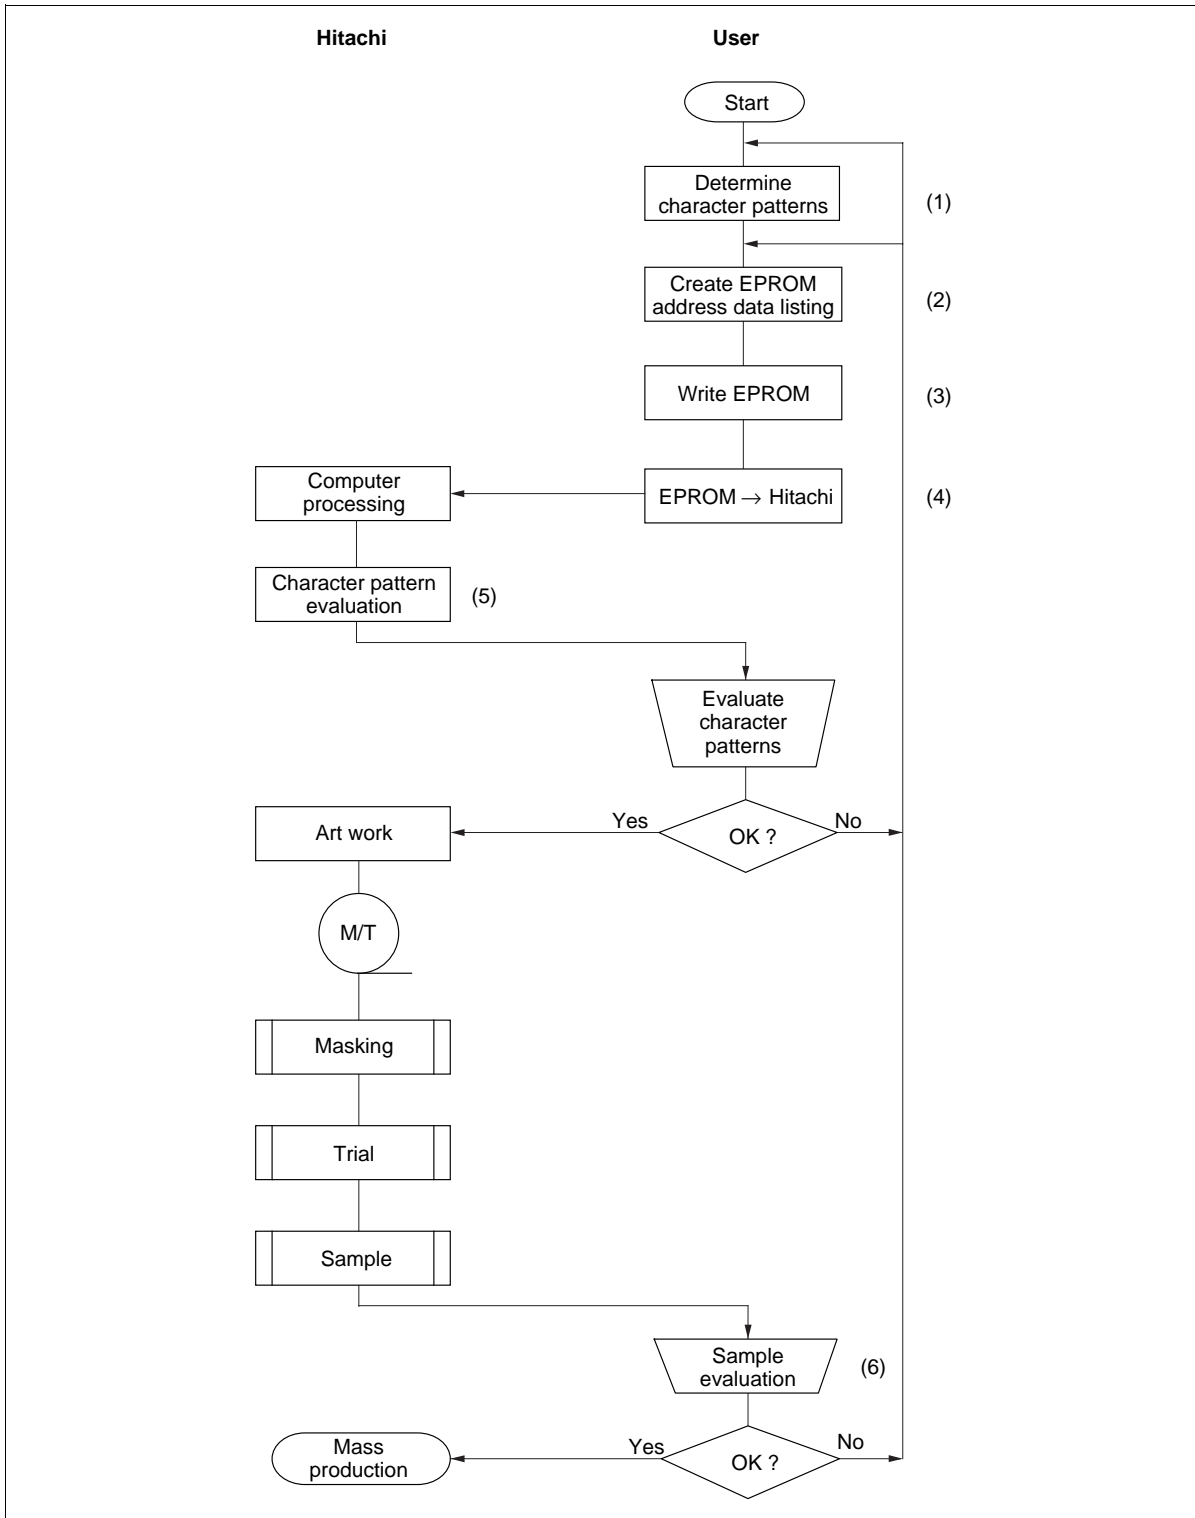 Hitachi
User
Start
Determine
character patterns
(1)
Create EPROM
address data listing
(2)
Write EPROM
(3)
Computer
processing
EPROM → Hitachi
(4)
Character pattern
evaluation
(5)
Evaluate
character
patterns
Art work
Yes
OK ?
No
M/T
Masking
Trial
Sample
Sample
evaluation
(6)
Mass
production
Yes
OK ?
No